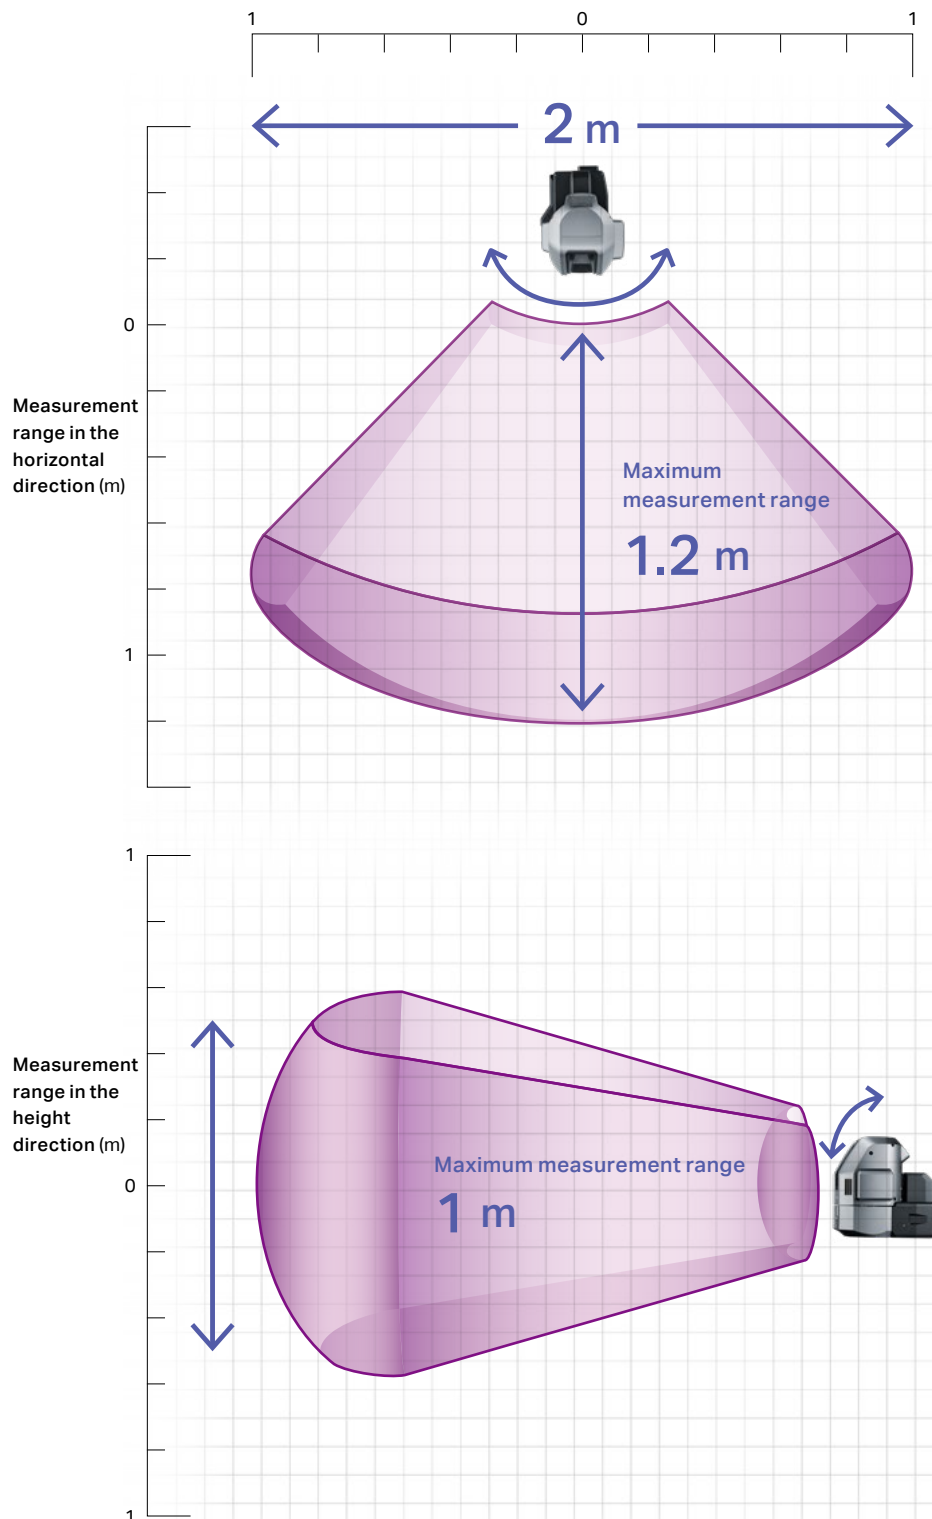 1 0 1
2 m
0
Measurement
range in the
horizontal
direction (m)
Maximum
measurement range
1.2 m
1
1
Measurement
range in the
height
direction (m)
Maximum measurement range
0
1 m
1